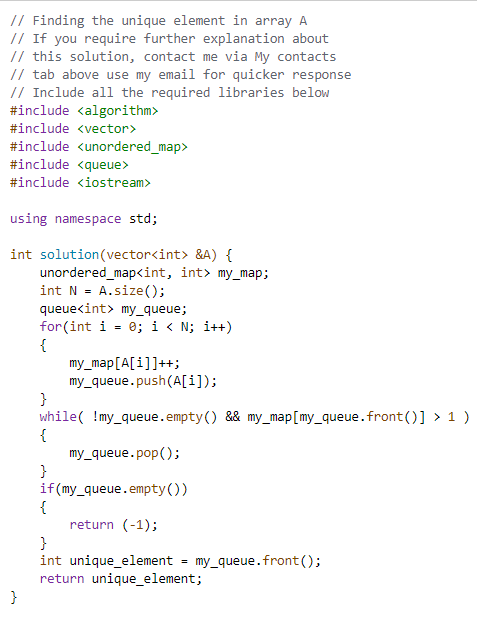 // Finding the unique element in array A
// If you require further explanation about
// this solution, contact me via My contacts
// tab above use my email for quicker response
// Include all the required libraries below
#include <algorithm>
#include <vector>
#include <unordered_map>
#include <queue>
#include <iostream>

using namespace std;

int solution(vector<int> &A) {
    unordered_map<int, int> my_map;
    int N = A.size();
    queue<int> my_queue;
    for(int i = 0; i < N; i++)
    {
        my_map[A[i]]++;
        my_queue.push(A[i]);
    }
    while( !my_queue.empty() && my_map[my_queue.front()] > 1 )
    {
        my_queue.pop();
    }
    if(my_queue.empty())
    {
        return (-1);
    }
    int unique_element = my_queue.front();
    return unique_element;
}